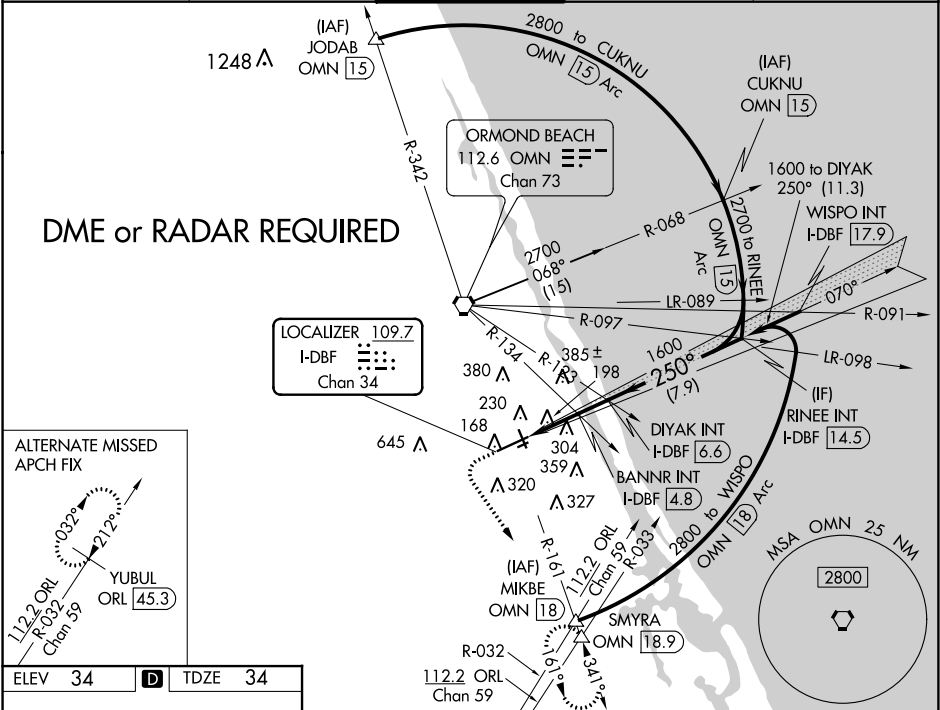 (IAF)
JODAB
OMN 15
1248
2800 to CUKNU
OMN 15 Arc
(IAF)
CUKNU
OMN 15
ORMOND BEACH
112.6 OMN
Chan 73
R-342
1600 to DIYAK
250° (11.3)
WISPO INT
I-DBF 17.9
DME or RADAR REQUIRED
R-068
2700
068°
(15)
2700 to RINEE
OMN 15
Arc
LR-089
070°
R-091
R-097
LR-098
LOCALIZER 109.7
I-DBF
Chan 34
R-134
385±
198
1600
250°
(7.9)
380
230
168
645
304
359
320
327
(IF)
RINEE INT
I-DBF 14.5
DIYAK INT
I-DBF 6.6
BANNR INT
I-DBF 4.8
ALTERNATE MISSED
APCH FIX
032°
212°
YUBUL
ORL 45.3
112.2 ORL
R-032
Chan 59
R-161
112.2 ORL
Chan 59
R-033
2800 to WISPO
OMN 18 Arc
(IAF)
MIKBE
OMN 18
SMYRA
OMN 18.9
161°
341°
R-032
112.2 ORL
Chan 59
MSA OMN 25 NM
2800
ELEV 34 D TDZE 34